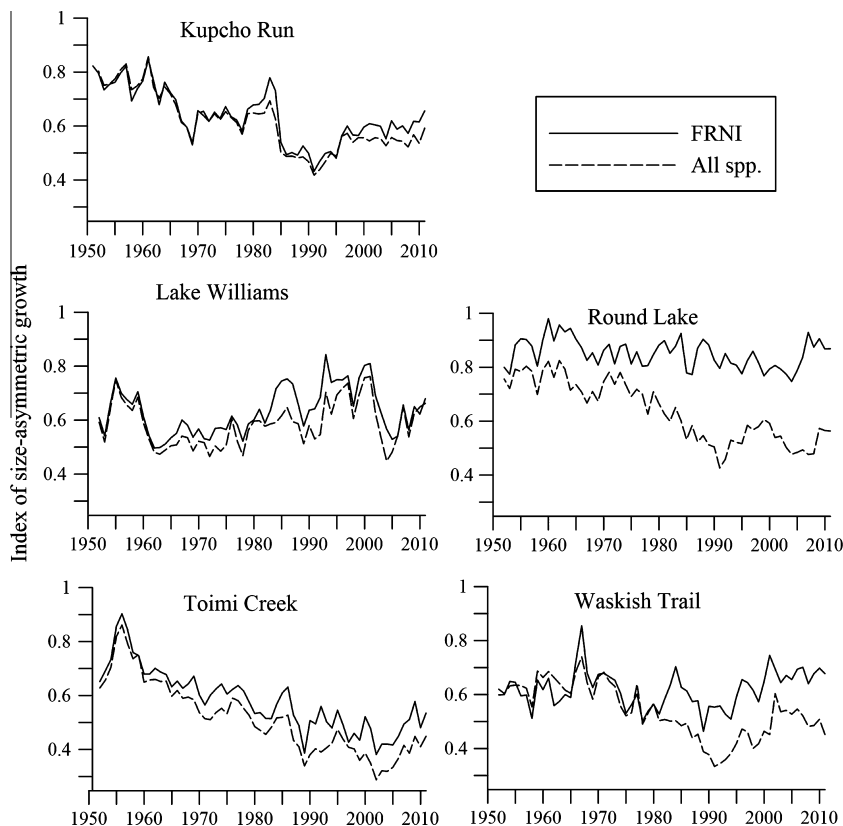 Kupcho Run
1
0.8
0.6
0.4
1950 1960 1970 1980 1990 2000 2010
FRNI
All spp.
Index of size-asymmetric growth
Lake Williams
1
0.8
0.6
0.4
1950 1960 1970 1980 1990 2000 2010
Round Lake
1
0.8
0.6
0.4
1950 1960 1970 1980 1990 2000 2010
Toimi Creek
1
0.8
0.6
0.4
1950 1960 1970 1980 1990 2000 2010
Waskish Trail
1
0.8
0.6
0.4
1950 1960 1970 1980 1990 2000 2010